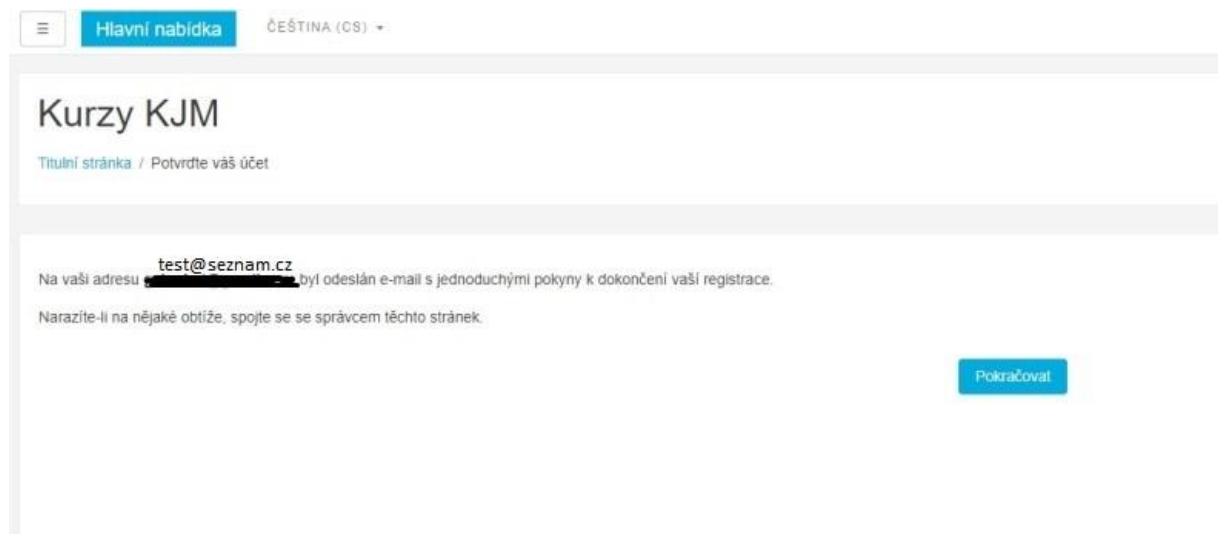 Hlavní nabídka
ČEŠTINA (CS)
Kurzy KJM
Titulní stránka / Potvrďte váš účet
test@seznam.cz
Na vaši adresu byl odeslán e-mail s jednoduchými pokyny k dokončení vaší registrace.
Narazíte-li na nějaké obtíže, spojte se se správcem těchto stránek.
Pokračovat